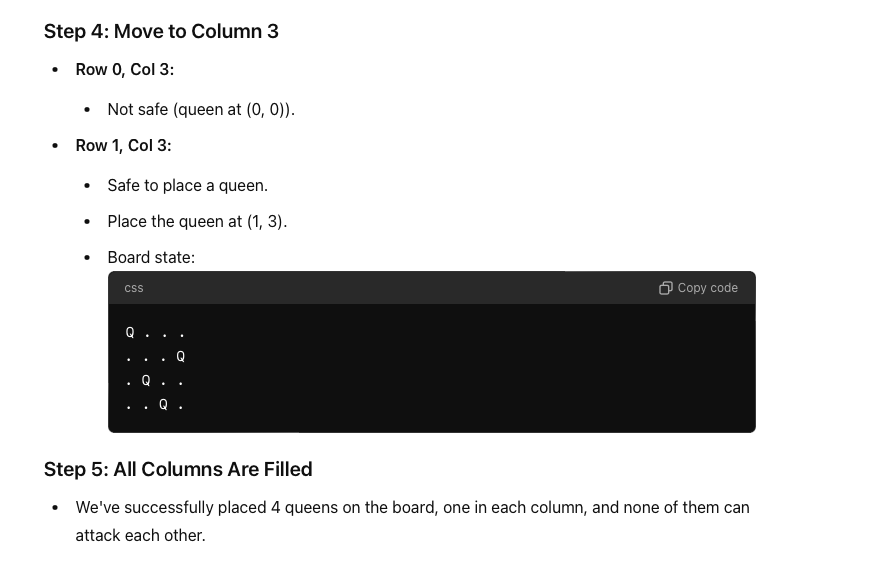 Step 4: Move to Column 3
• Row 0, Col 3:
• Not safe (queen at (0, 0)).
• Row 1, Col 3:
• Safe to place a queen.
• Place the queen at (1, 3).
• Board state:
css Copy code
Q . . .
. . . Q
. Q . .
. . Q .
Step 5: All Columns Are Filled
• We've successfully placed 4 queens on the board, one in each column, and none of them can
attack each other.